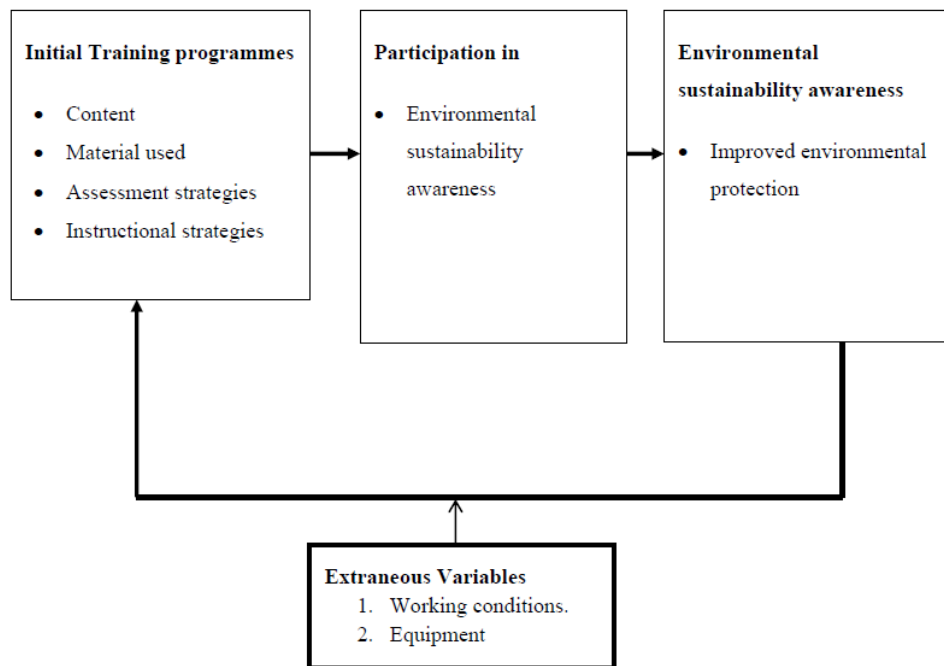 Initial Training programmes
• Content
• Material used
• Assessment strategies
• Instructional strategies
Participation in
• Environmental
sustainability
awareness
Environmental
sustainability awareness
• Improved environmental
protection
Extraneous Variables
1. Working conditions.
2. Equipment